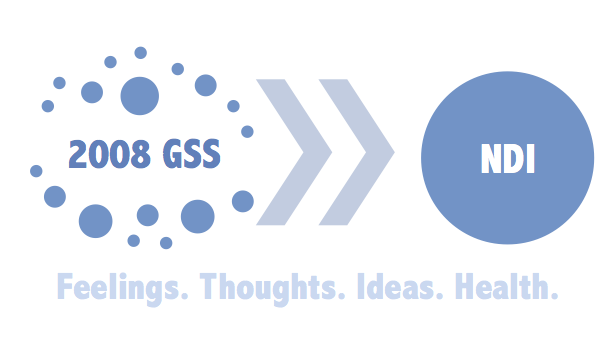 2008 GSS
NDI
Feelings. Thoughts. Ideas. Health.